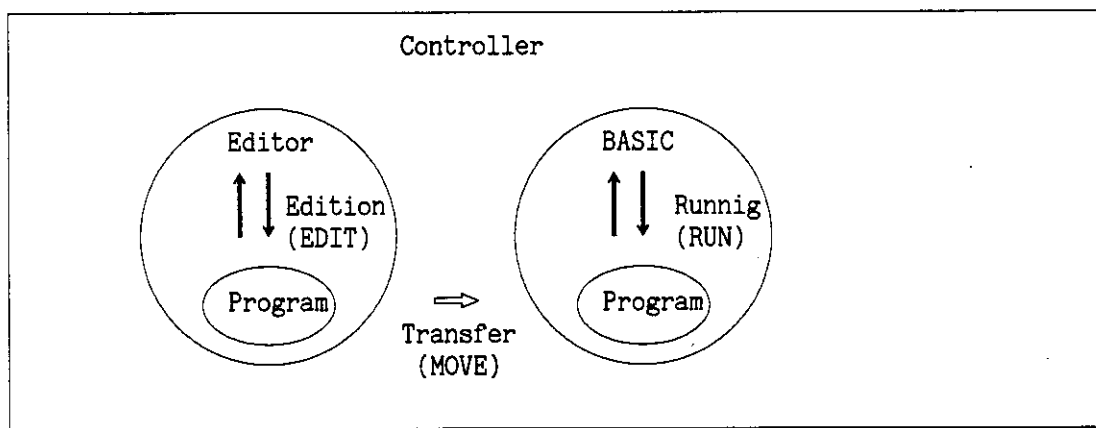 Controller
Editor
Edition
(EDIT)
Program
Transfer
(MOVE)
BASIC
Runnig
(RUN)
Program